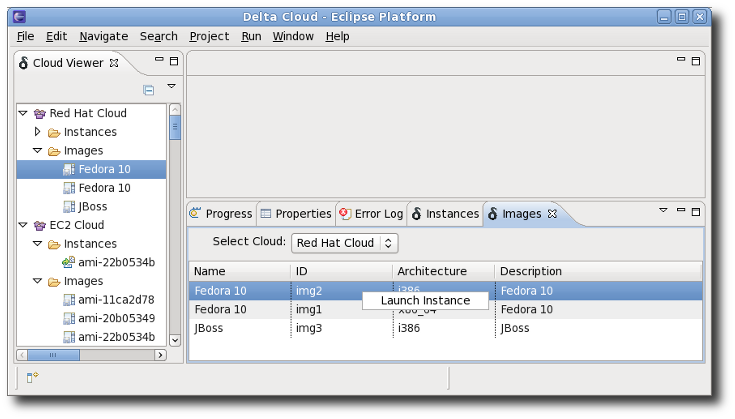 Delta Cloud - Eclipse Platform
File Edit Navigate Search Project Run Window Help
Cloud Viewer
Red Hat Cloud
Instances
Images
Fedora 10
Fedora 10
JBoss
EC2 Cloud
Instances
ami-22b0534b
Images
ami-11ca2d78
ami-20b05349
ami-22b0534b
Progress Properties Error Log Instances Images
Select Cloud: Red Hat Cloud
Name ID Architecture Description
Fedora 10 img2 i386 Fedora 10
Launch Instance
Fedora 10 img1 x86_64 Fedora 10
JBoss img3 i386 JBoss